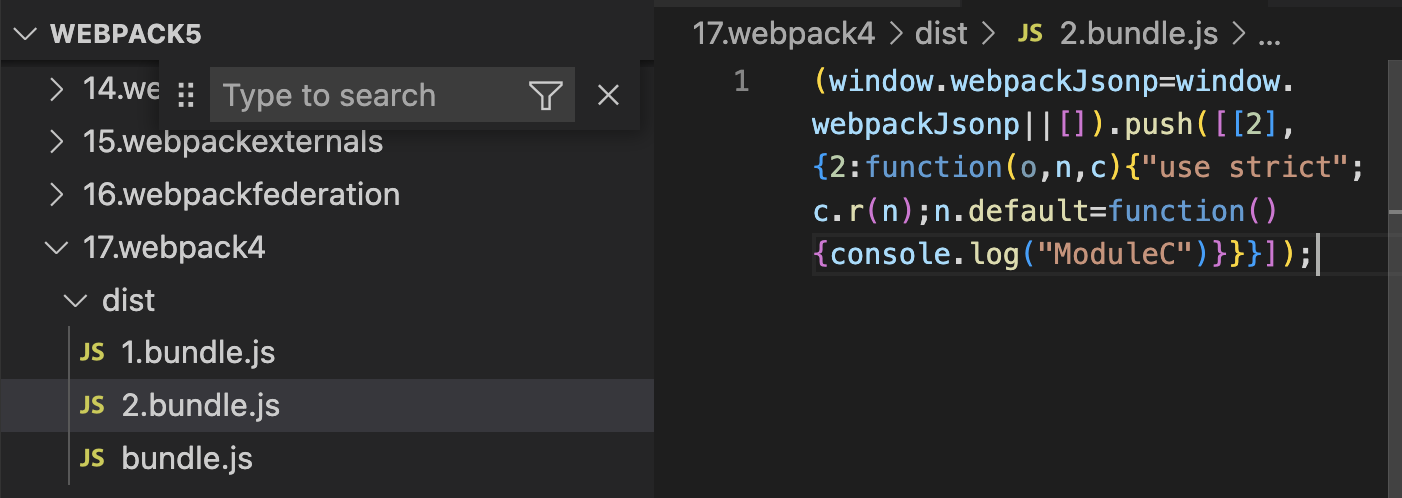 WEBPACK5
14.we
Type to search
15.webpackexternals
16.webpackfederation
17.webpack4
dist
JS 1.bundle.js
JS 2.bundle.js
JS bundle.js
17.webpack4 > dist > JS 2.bundle.js > ...
1
(window.webpackJsonp=window.
webpackJsonp||[]).push([[2],
{2:function(o,n,c){"use strict";
c.r(n);n.default=function()
{console.log("ModuleC")}}}]);